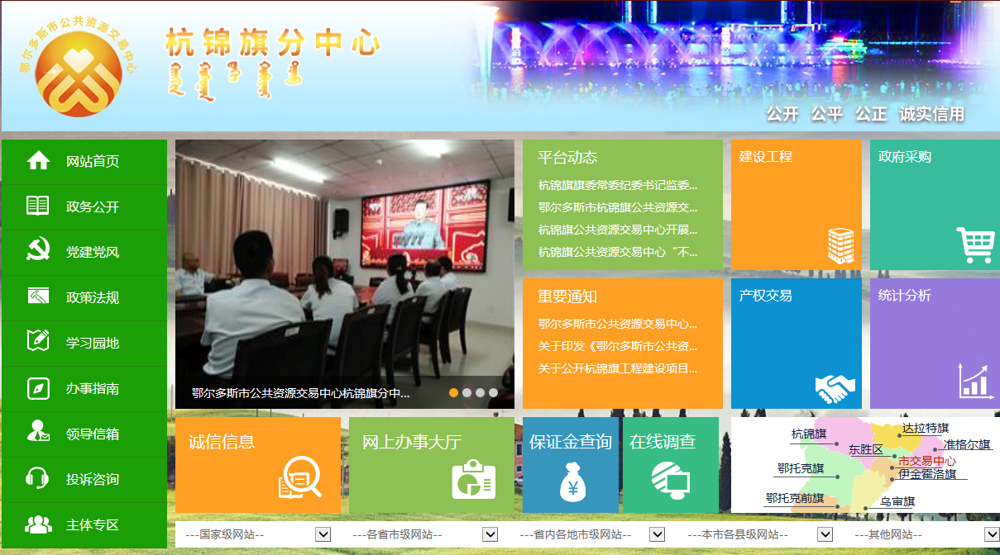 鄂尔多斯市公共资源交易中心
杭锦旗分中心
公开 公平 公正 诚实信用
网站首页
政务公开
党建党风
政策法规
学习园地
办事指南
领导信箱
投诉咨询
主体专区
鄂尔多斯市公共资源交易中心杭锦旗分中...
平台动态
杭锦旗旗委常委纪委书记监委...
鄂尔多斯市杭锦旗公共资源交...
杭锦旗公共资源交易中心开展...
杭锦旗公共资源交易中心“不...
重要通知
鄂尔多斯市公共资源交易中心...
关于印发《鄂尔多斯市公共资...
关于公开杭锦旗工程建设项目...
建设工程
政府采购
产权交易
统计分析
诚信信息
网上办事大厅
保证金查询
¥
在线调查
杭锦旗
达拉特旗
东胜区
准格尔旗
市交易中心
鄂托克旗
伊金霍洛旗
鄂托克前旗
乌审旗
---国家级网站--
---各省市级网站--
---省内各地市级网站--
---本市各县级网站--
---其他网站--